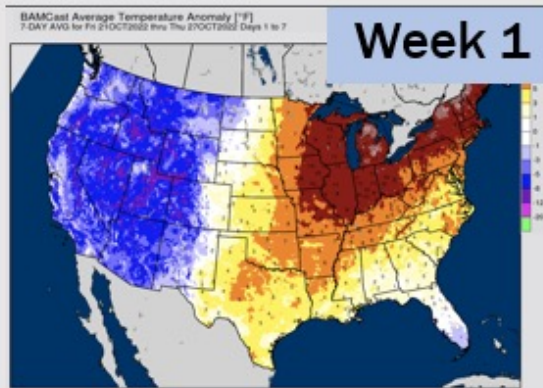 BAMCast Average Temperature Anomaly [°F]
7-DAY AVG for Fri 21OCT2022 thru Thu 27OCT2022 Days 1 to 7
Week 1